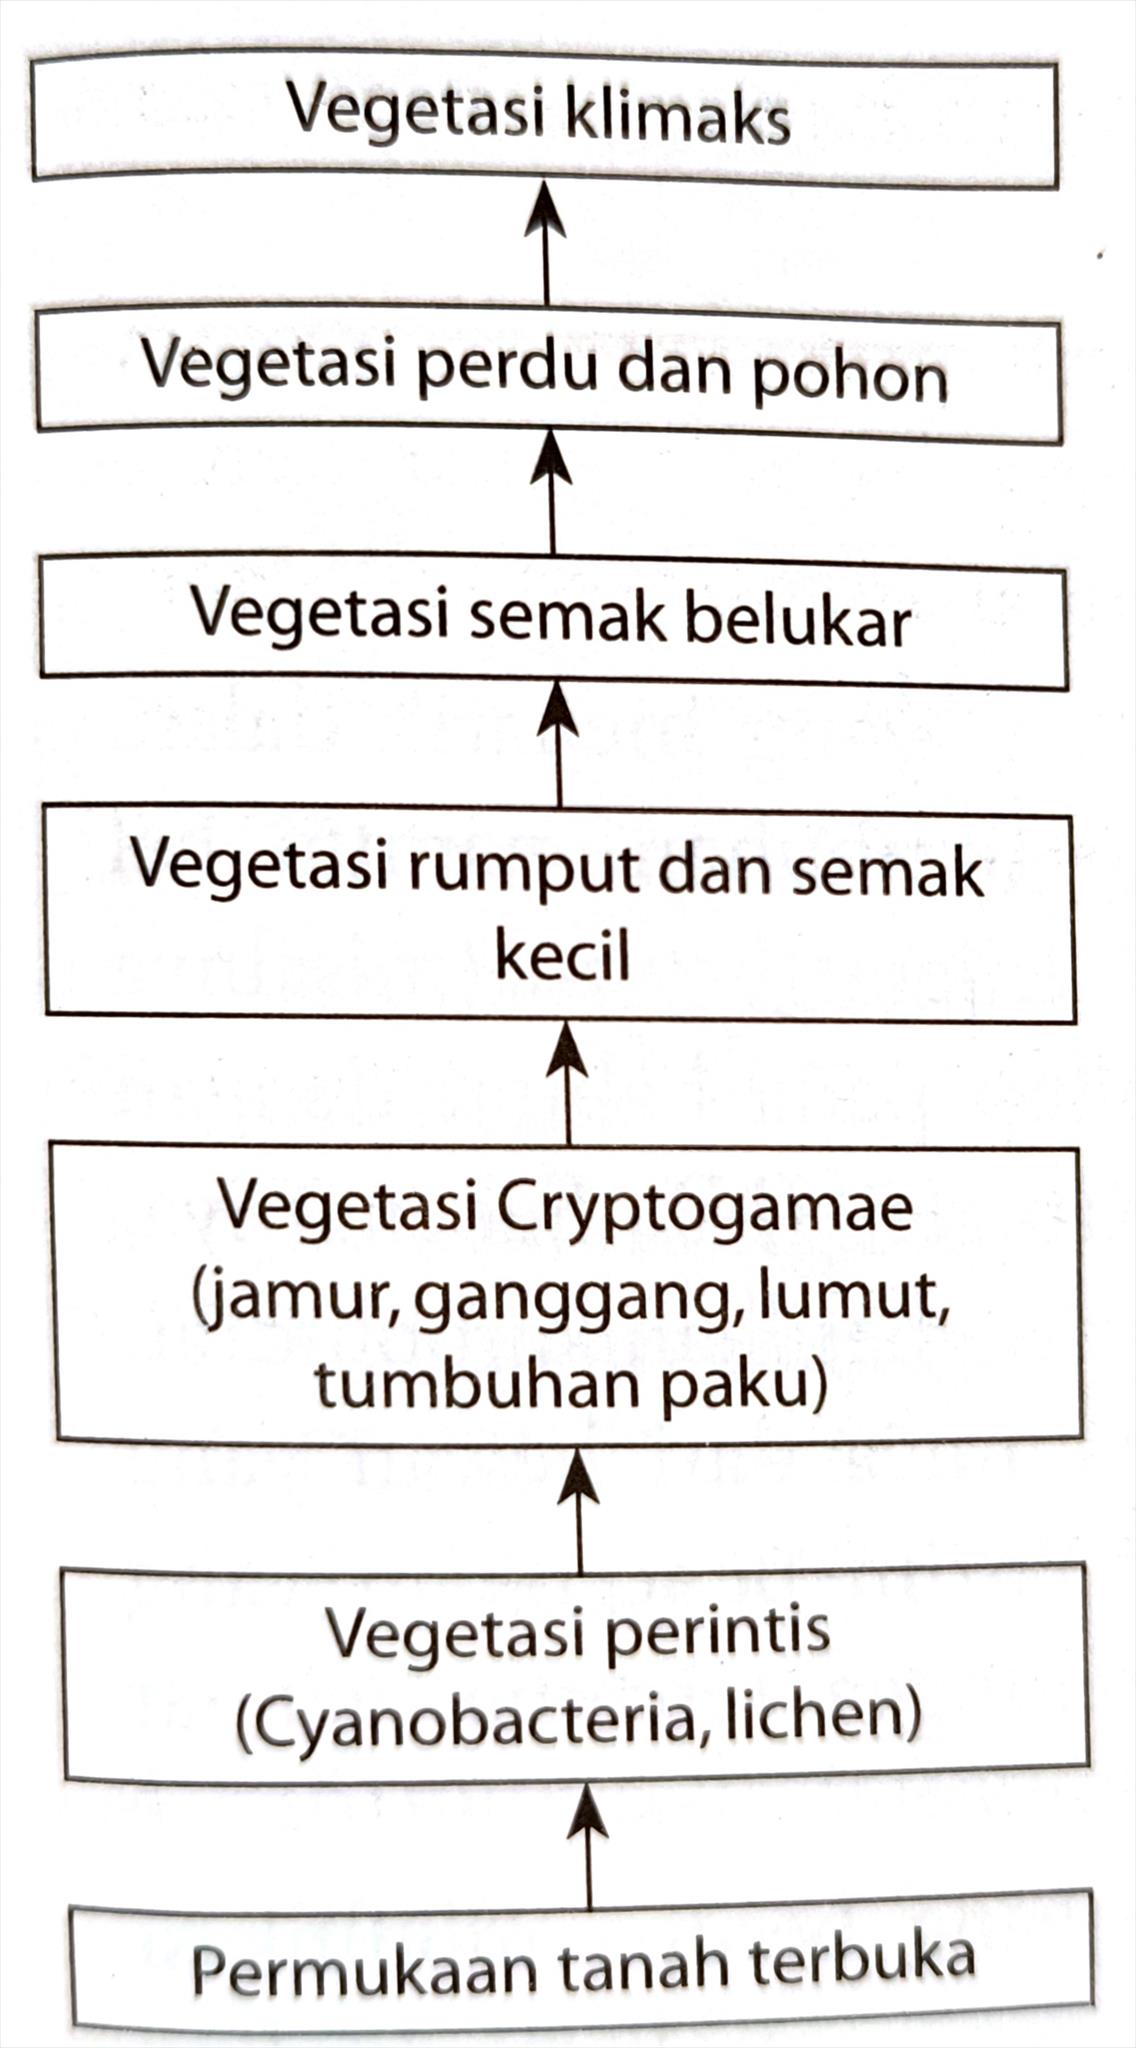 Vegetasi klimaks
Vegetasi perdu dan pohon
Vegetasi semak belukar
Vegetasi rumput dan semak
kecil
Vegetasi Cryptogamae
(jamur, ganggang, lumut,
tumbuhan paku)
Vegetasi perintis
(Cyanobacteria, lichen)
Permukaan tanah terbuka